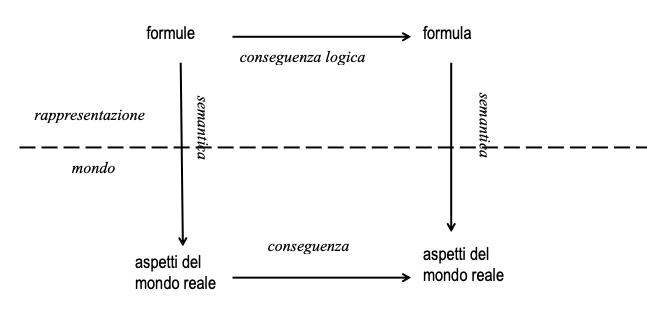 formule
conseguenza logica
formula
semantica
semantica
rappresentazione
mondo
conseguenza
aspetti del
mondo reale
aspetti del
mondo reale